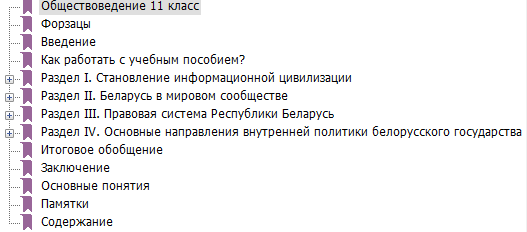 Обществоведение 11 класс
Форзацы
Введение
Как работать с учебным пособием?
Раздел I. Становление информационной цивилизации
Раздел II. Беларусь в мировом сообществе
Раздел III. Правовая система Республики Беларусь
Раздел IV. Основные направления внутренней политики белорусского государства
Итоговое обобщение
Заключение
Основные понятия
Памятки
Содержание